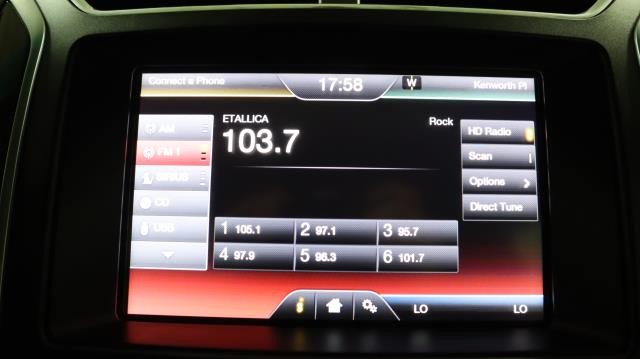 Connect a Phone 17:58 W Kenworth Pl
ETALLICA Rock
103.7
AM
FM 1
SIRIUS
CD
USB
HD Radio
Scan
Options
Direct Tune
1 105.1 2 97.1 3 95.7
4 97.9 5 96.3 6 101.7
LO LO